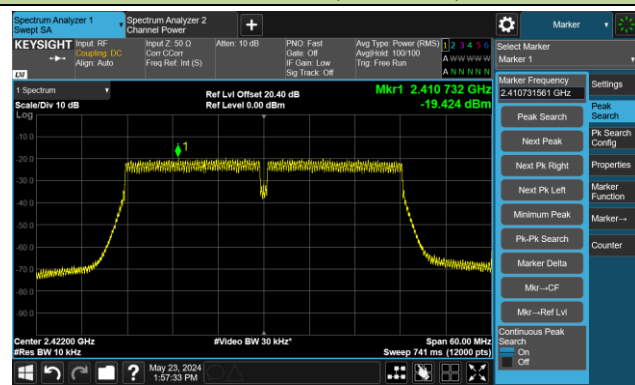 Spectrum Analyzer 1
Swept SA
Spectrum Analyzer 2
Channel Power
+
Marker
KEYSIGHT
Input: RF
Coupling: DC
Align: Auto
Input Z: 50 Ω
Corr CCorr
Freq Ref: Int (S)
Atten: 10 dB
PNO: Fast
Gate: Off
IF Gain: Low
Sig Track: Off
Avg Type: Power (RMS)
Avg|Hold: 100/100
Trig: Free Run
1 2 3 4 5 6
A W W W W W
A N N N N N
LXI
Select Marker
Marker 1
1 Spectrum
Scale/Div 10 dB
Log
Ref Lvl Offset 20.40 dB
Ref Level 0.00 dBm
Mkr1 2.410 732 GHz
-19.424 dBm
1
-10.0
-20.0
-30.0
-40.0
-50.0
-60.0
-70.0
-80.0
-90.0
Center 2.42200 GHz
#Res BW 10 kHz
#Video BW 30 kHz*
Span 60.00 MHz
Sweep 741 ms (12000 pts)
Marker Frequency
2.410731561 GHz
Peak Search
Next Peak
Next Pk Right
Next Pk Left
Minimum Peak
Pk-Pk Search
Marker Delta
Mkr→CF
Mkr→Ref Lvl
Continuous Peak
Search
On
Off
Settings
Peak
Search
Pk Search
Config
Properties
Marker
Function
Marker→
Counter
?
May 23, 2024
1:57:33 PM